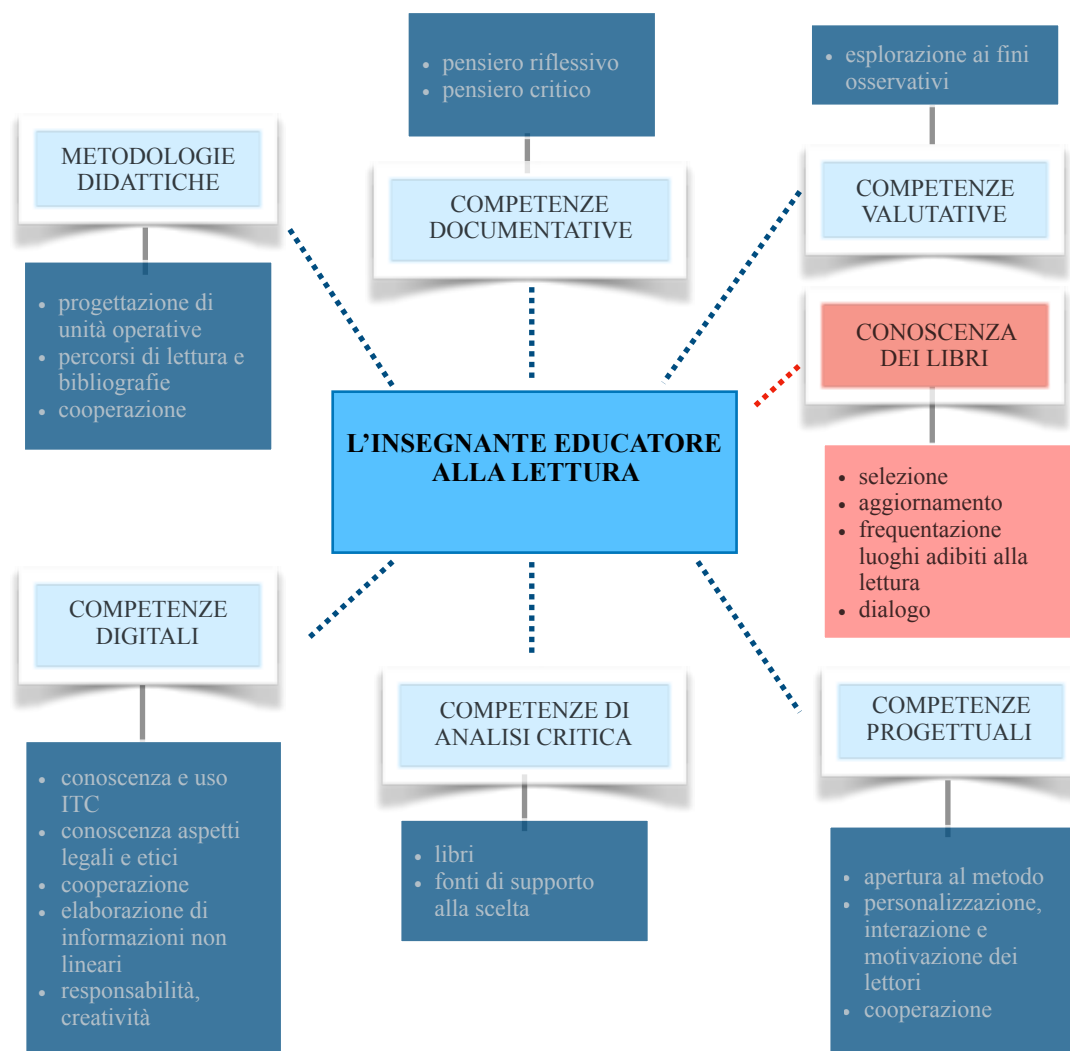 • pensiero riflessivo
• pensiero critico
• esplorazione ai fini
osservativi
METODOLOGIE
DIDATTICHE
COMPETENZE
DOCUMENTATIVE
COMPETENZE
VALUTATIVE
• progettazione di
unità operative
• percorsi di lettura e
bibliografie
• cooperazione
CONOSCENZA
DEI LIBRI
L’INSEGNANTE EDUCATORE
ALLA LETTURA
• selezione
• aggiornamento
• frequentazione
luoghi adibiti alla
lettura
• dialogo
COMPETENZE
DIGITALI
COMPETENZE DI
ANALISI CRITICA
COMPETENZE
PROGETTUALI
• conoscenza e uso
ITC
• conoscenza aspetti
legali e etici
• cooperazione
• elaborazione di
informazioni non
lineari
• responsabilità,
creatività
• libri
• fonti di supporto
alla scelta
• apertura al metodo
• personalizzazione,
interazione e
motivazione dei
lettori
• cooperazione